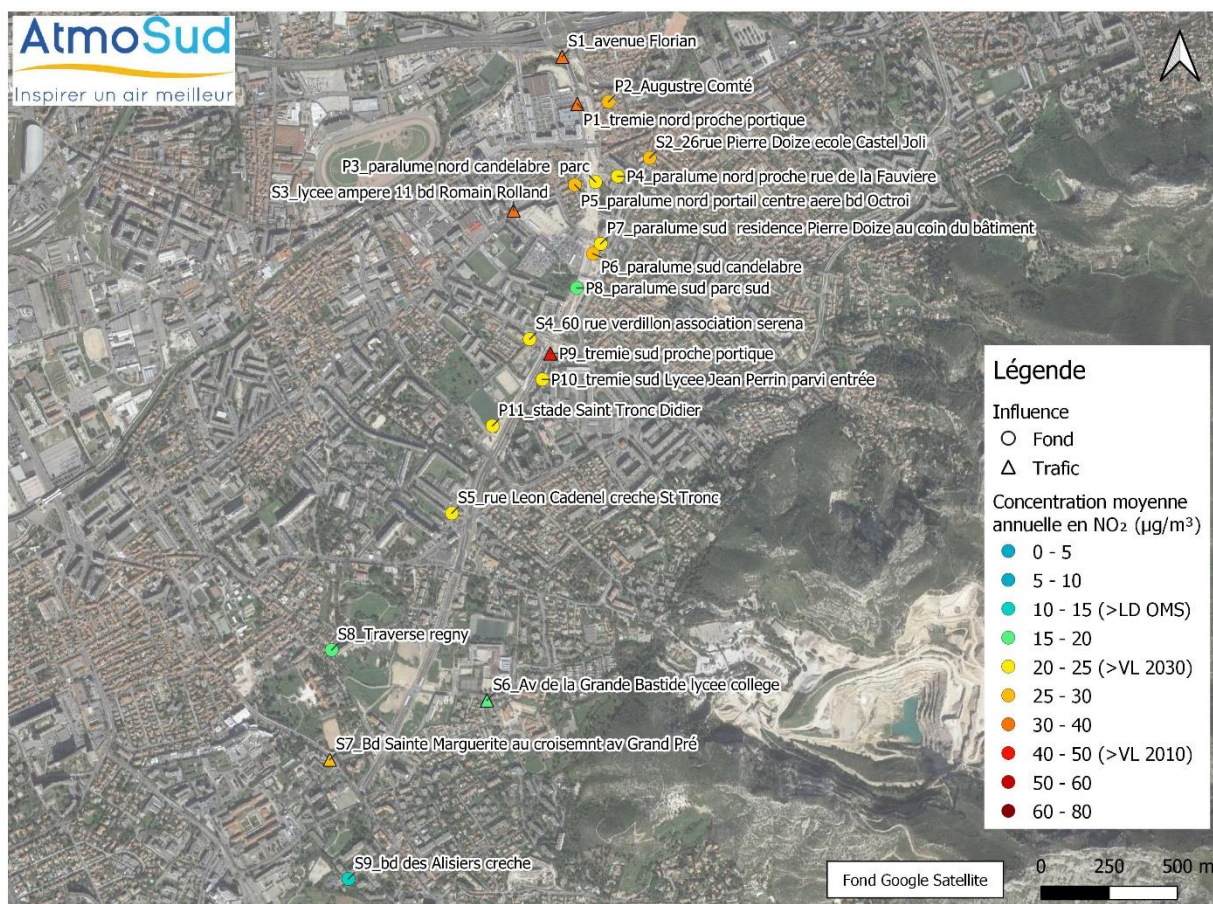 AtmoSud
Inspirer un air meilleur
S1_avenue Florian
P2_Augustre Comté
P1_tremie nord proche portique
S2_26rue Pierre Doize ecole Castel Joli
P3_paralume nord candelabre parc
P4_paralume nord proche rue de la Fauviere
S3_lycee ampere 11 bd Romain Rolland
P5_paralume nord portail centre aere bd Octroi
P7_paralume sud residence Pierre Doize au coin du bâtiment
P6_paralume sud candelabre
P8_paralume sud parc sud
S4_60 rue verdillon association serena
P9_tremie sud proche portique
P10_tremie sud Lycee Jean Perrin parvi entrée
P11_stade Saint Tronc Didier
S5_rue Leon Cadenel creche St Tronc
S8_Traverse regny
S6_Av de la Grande Bastide lycee college
S7_Bd Sainte Marguerite au croisemnt av Grand Pré
S9_bd des Alisiers creche
Légende
Influence
Fond
Trafic
Concentration moyenne
annuelle en NO₂ (µg/m³)
0 - 5
5 - 10
10 - 15 (>LD OMS)
15 - 20
20 - 25 (>VL 2030)
25 - 30
30 - 40
40 - 50 (>VL 2010)
50 - 60
60 - 80
Fond Google Satellite
0 250 500 m